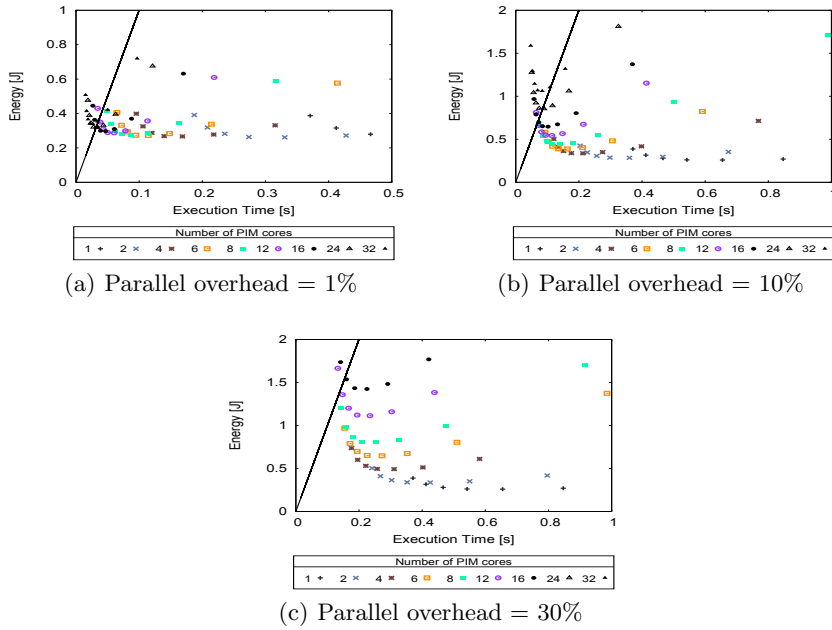 1
0.8
0.6
0.4
0.2
0
Energy [J]
0 0.1 0.2 0.3 0.4 0.5
Execution Time [s]
Number of PIM cores
1 2 4 6 8 12 16 24 32
(a) Parallel overhead = 1%
2
1.5
1
0.5
0
Energy [J]
0 0.2 0.4 0.6 0.8 1
Execution Time [s]
Number of PIM cores
1 2 4 6 8 12 16 24 32
(b) Parallel overhead = 10%
2
1.5
1
0.5
0
Energy [J]
0 0.2 0.4 0.6 0.8 1
Execution Time [s]
Number of PIM cores
1 2 4 6 8 12 16 24 32
(c) Parallel overhead = 30%